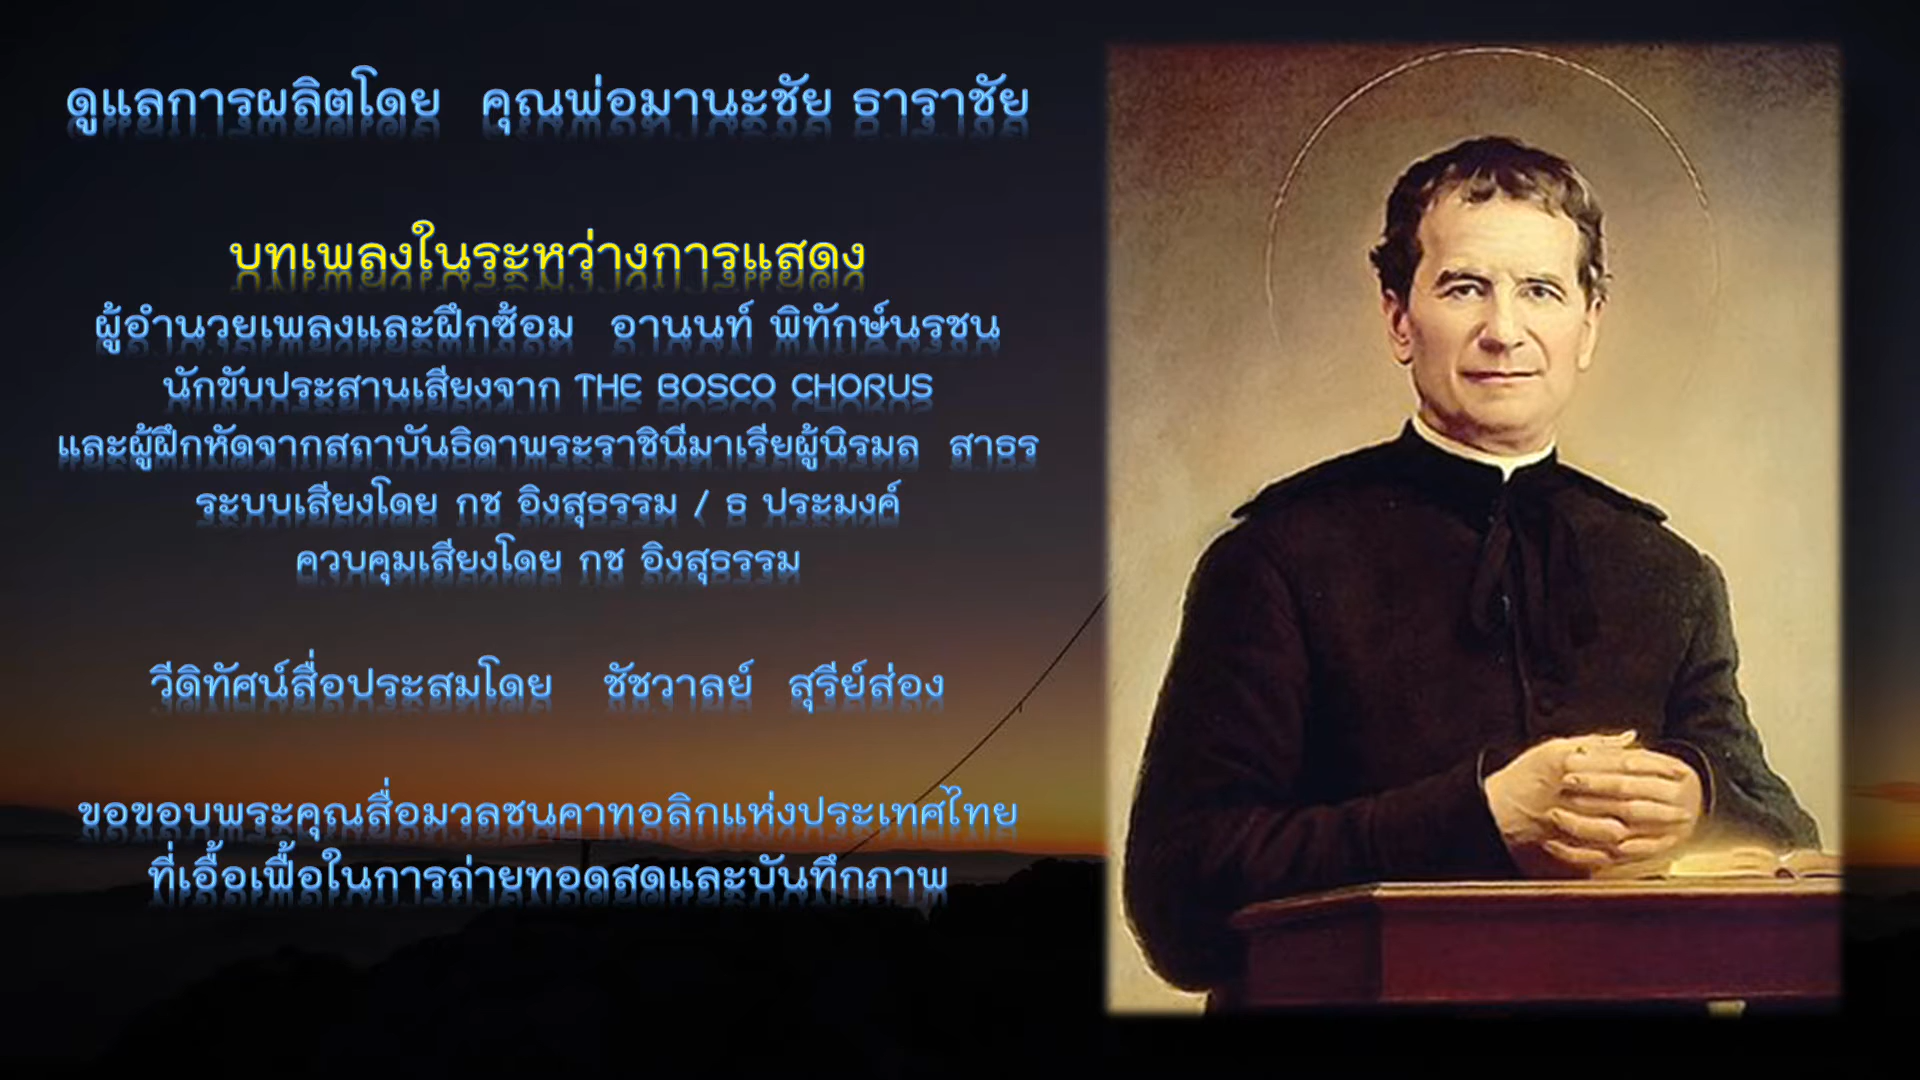 ดูแลการผลิตโดย คุณพ่อมานะชัย ธาราชัย
บทเพลงในระหว่างการแสดง
ผู้อำนวยเพลงและฝึกซ้อม อานนท์ พิทักษ์นรชน
นักขับประสานเสียงจาก THE BOSCO CHORUS
และผู้ฝึกหัดจากสถาบันธิดาพระราชินีมาเรียผู้นิรมล สาธร
ระบบเสียงโดย กช อิงสุธรรม / ธ ประมงค์
ควบคุมเสียงโดย กช อิงสุธรรม
วีดิทัศน์สื่อประสมโดย ชัชวาลย์ สุรีย์ส่อง
ขอขอบพระคุณสื่อมวลชนคาทอลิกแห่งประเทศไทย
ที่เอื้อเฟื้อในการถ่ายทอดสดและบันทึกภาพ